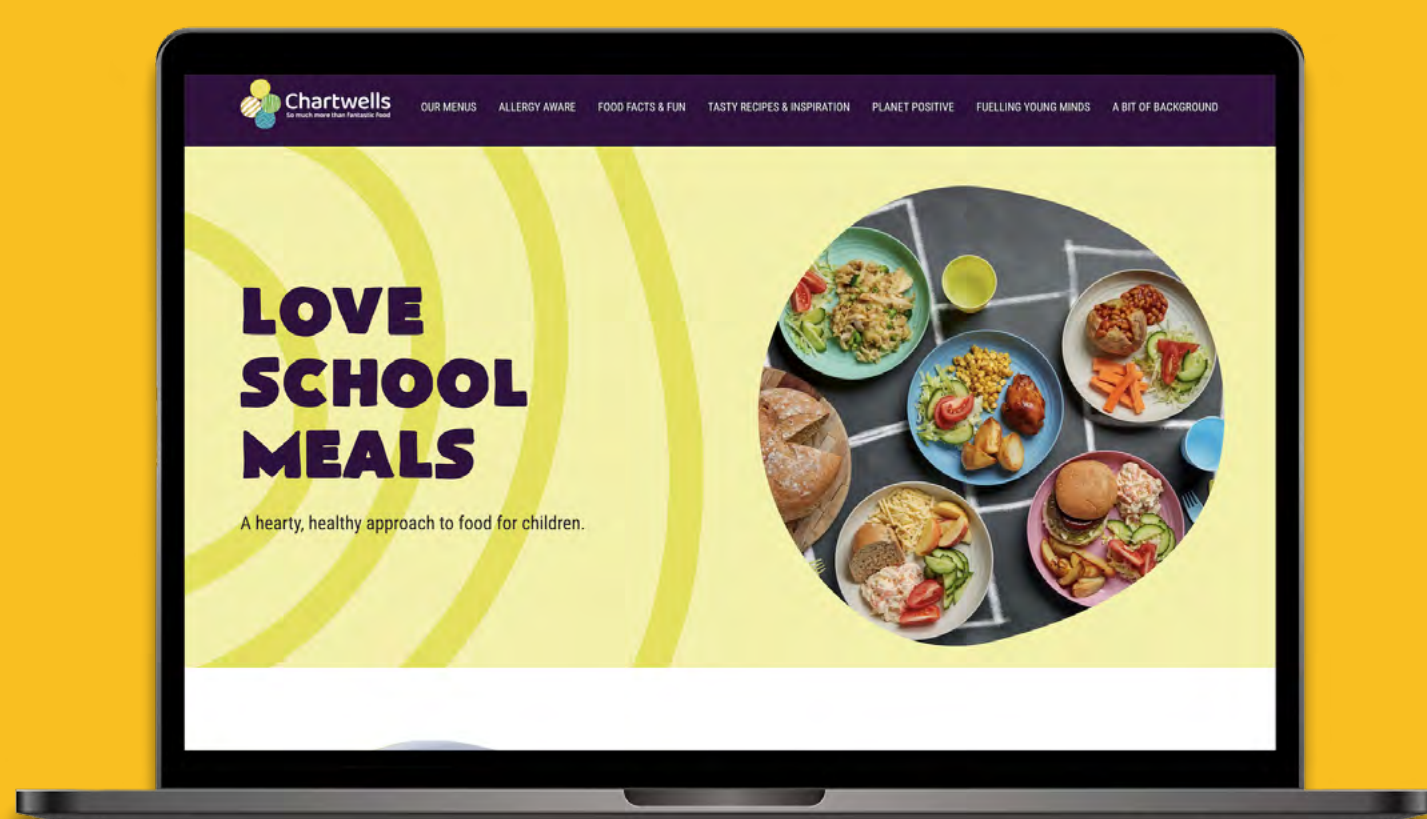 Chartwells
So much more than Fantastic Food
OUR MENUS ALLERGY AWARE FOOD FACTS & FUN TASTY RECIPES & INSPIRATION PLANET POSITIVE FUELLING YOUNG MINDS A BIT OF BACKGROUND
LOVE
SCHOOL
MEALS
A hearty, healthy approach to food for children.